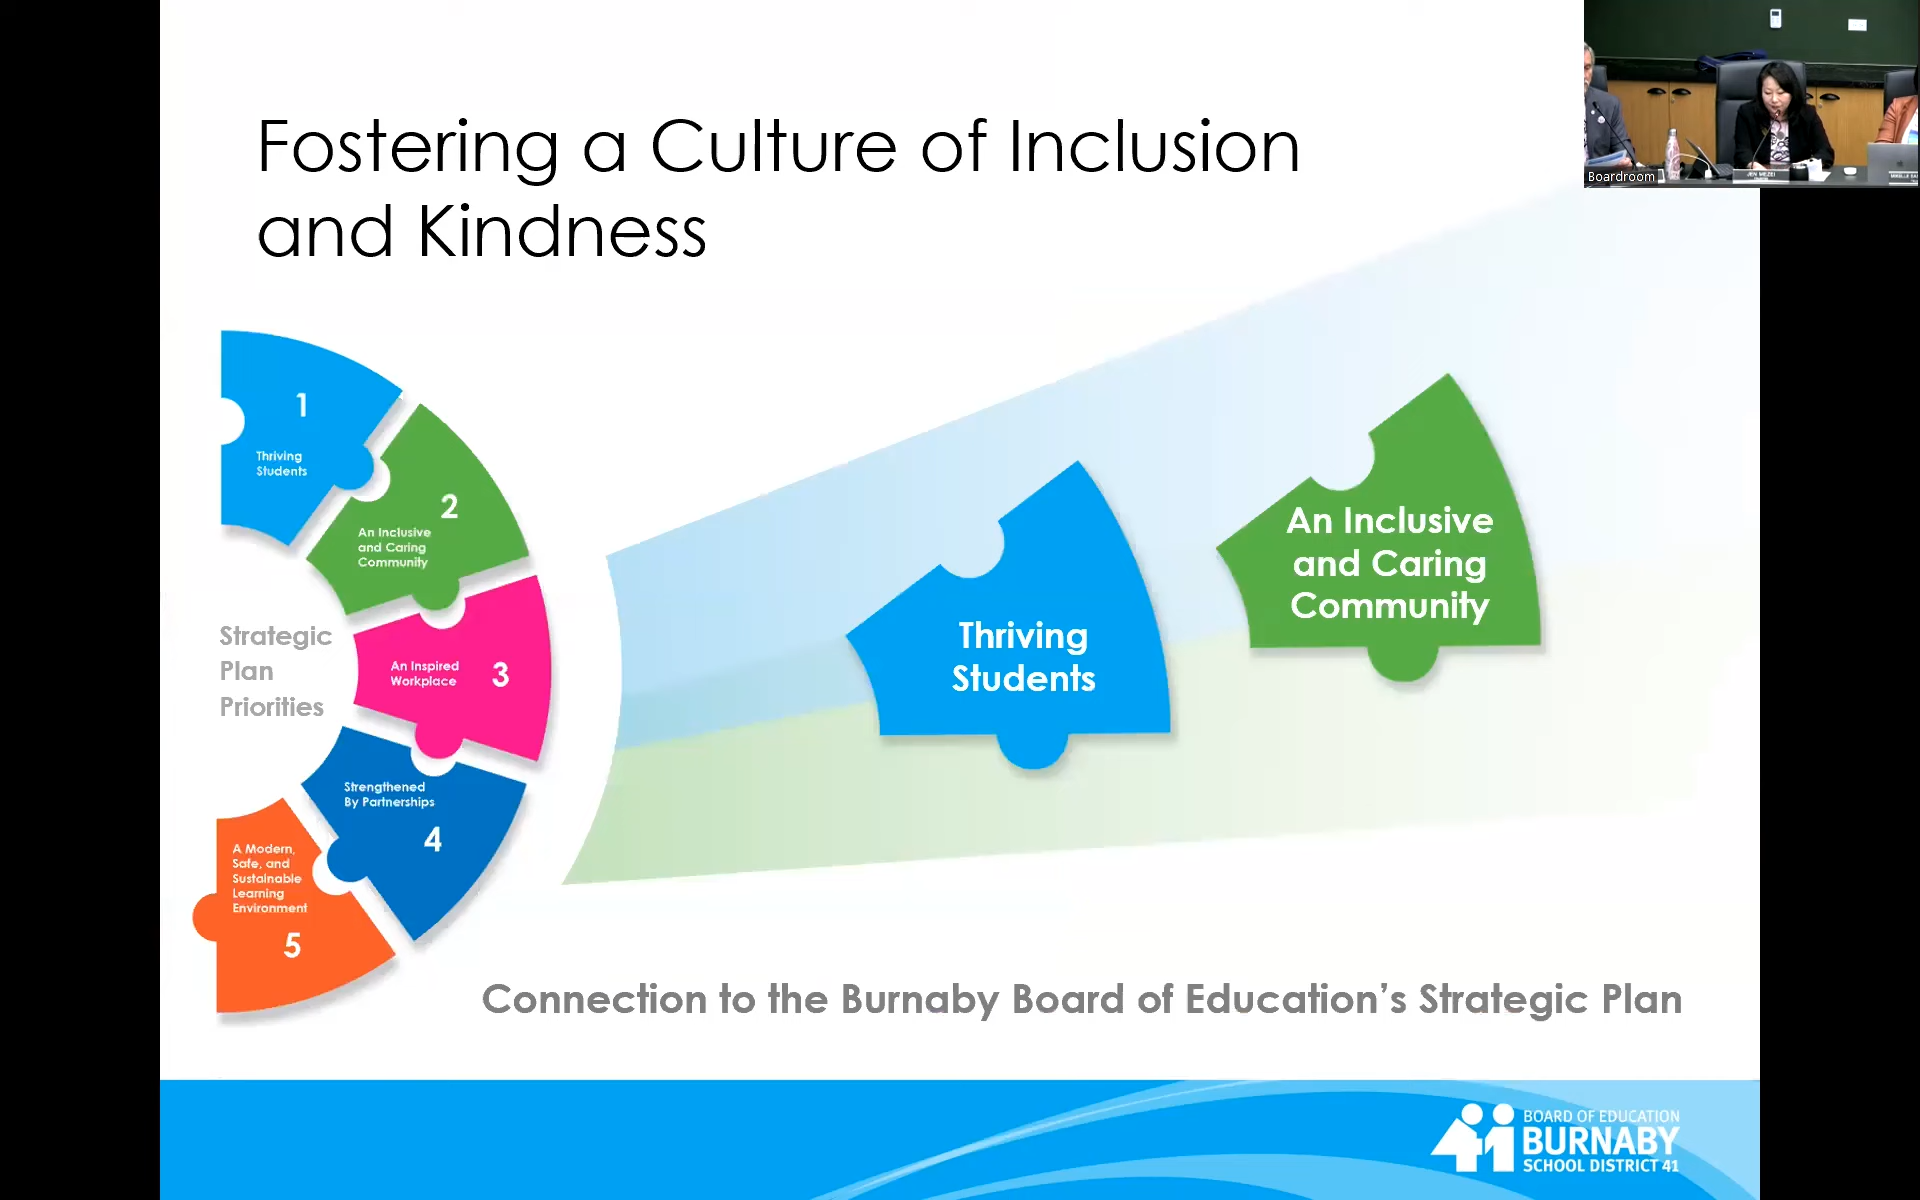 Fostering a Culture of Inclusion
and Kindness
Boardroom
JEN MEZEI
1
Thriving
Students
2
An Inclusive
and Caring
Community
Strategic
Plan
Priorities
An Inspired
Workplace
3
Strengthened
By Partnerships
4
A Modern,
Safe, and
Sustainable
Learning
Environment
5
Thriving
Students
An Inclusive
and Caring
Community
Connection to the Burnaby Board of Education’s Strategic Plan
41
BOARD OF EDUCATION
BURNABY
SCHOOL DISTRICT 41